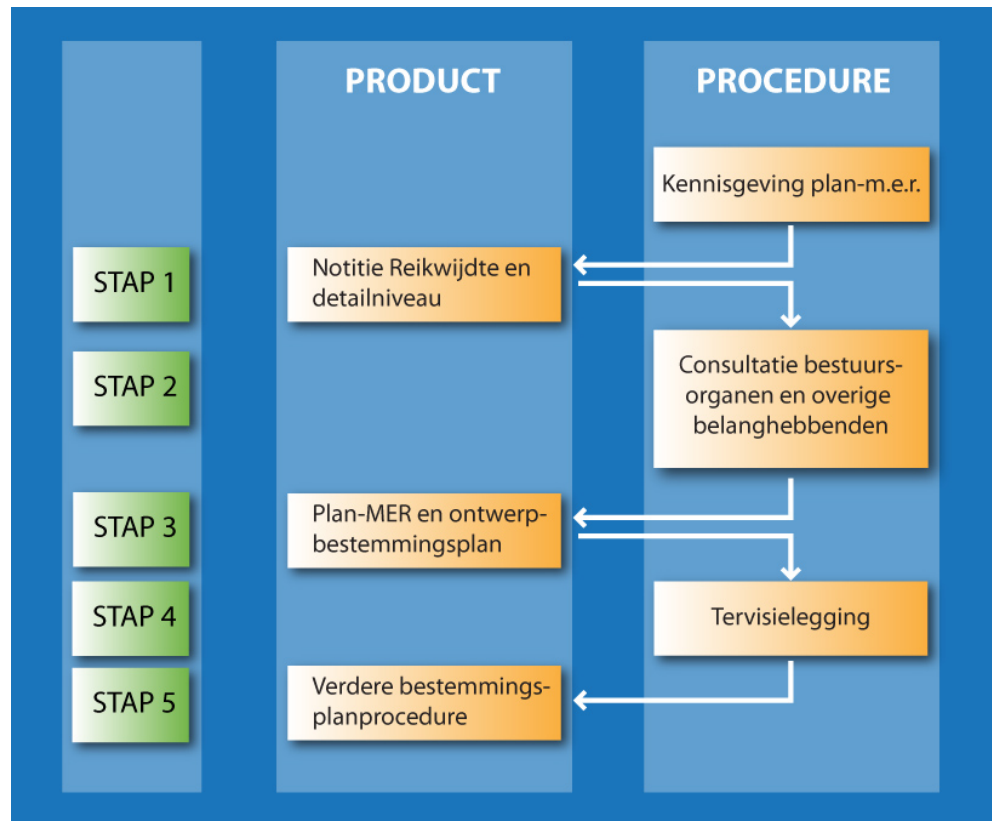 PRODUCT
PROCEDURE
Kennisgeving plan-m.e.r.
STAP 1
Notitie Reikwijdte en
detailniveau
STAP 2
Consultatie bestuurs-
organen en overige
belanghebbenden
STAP 3
Plan-MER en ontwerp-
bestemmingsplan
STAP 4
Tervisielegging
STAP 5
Verdere bestemmings-
planprocedure